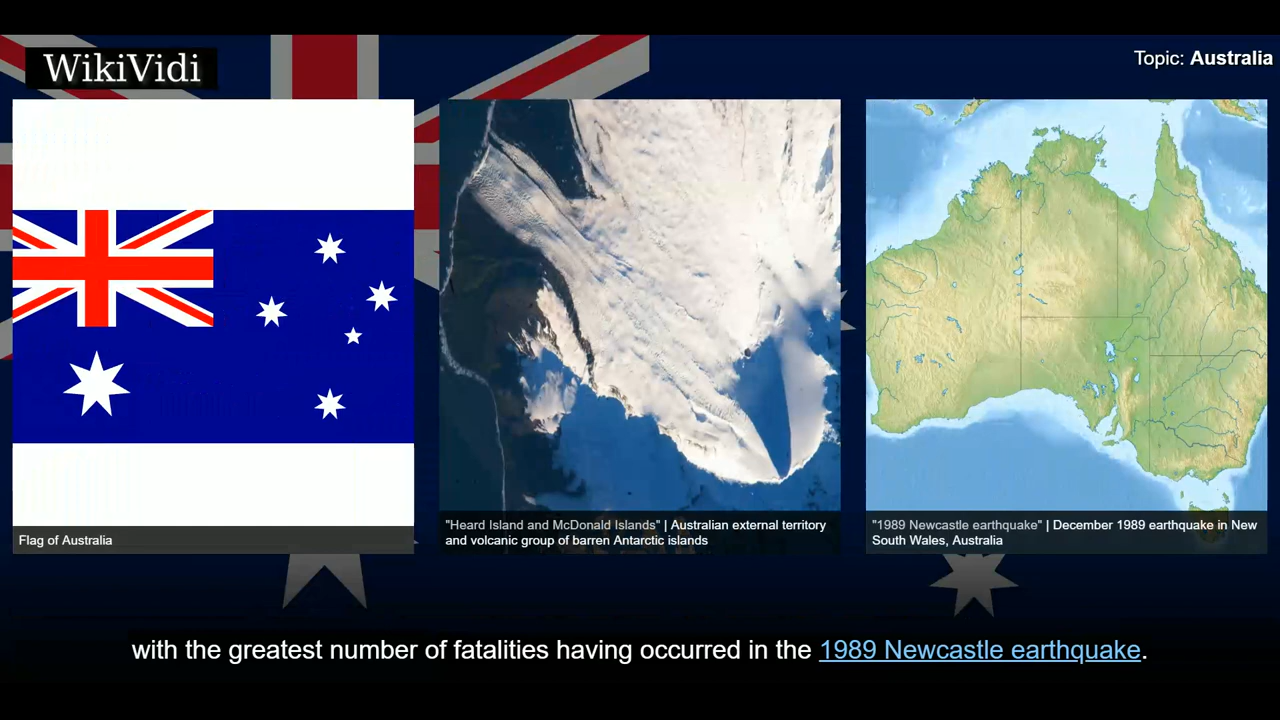 WikiVidi
Topic: Australia
Flag of Australia
"Heard Island and McDonald Islands" | Australian external territory
and volcanic group of barren Antarctic islands
"1989 Newcastle earthquake" | December 1989 earthquake in New
South Wales, Australia
with the greatest number of fatalities having occurred in the 1989 Newcastle earthquake.